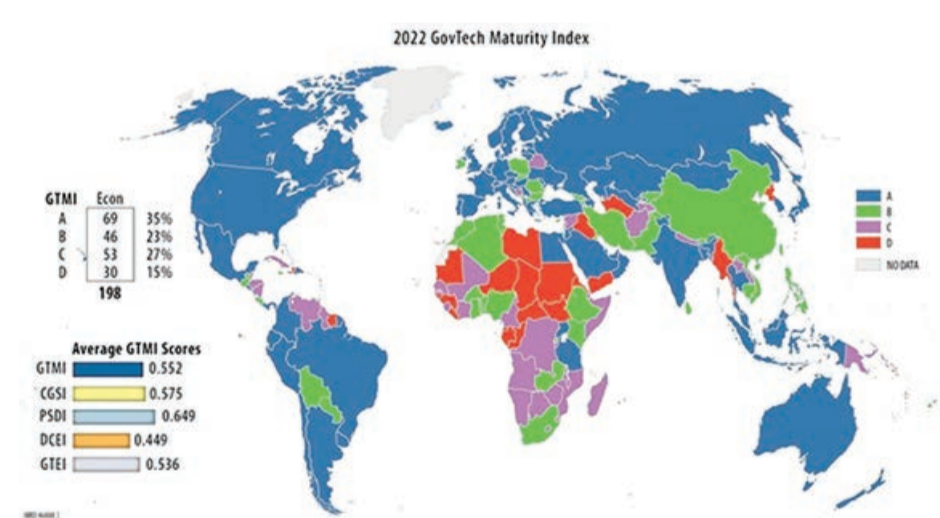 2022 GovTech Maturity Index
GTMI Econ
A 69 35%
B 46 23%
C 53 27%
D 30 15%
198
Average GTMI Scores
GTMI 0.552
CGSI 0.575
PSDI 0.649
DCEI 0.449
GTEI 0.536
A
B
C
D
NO DATA